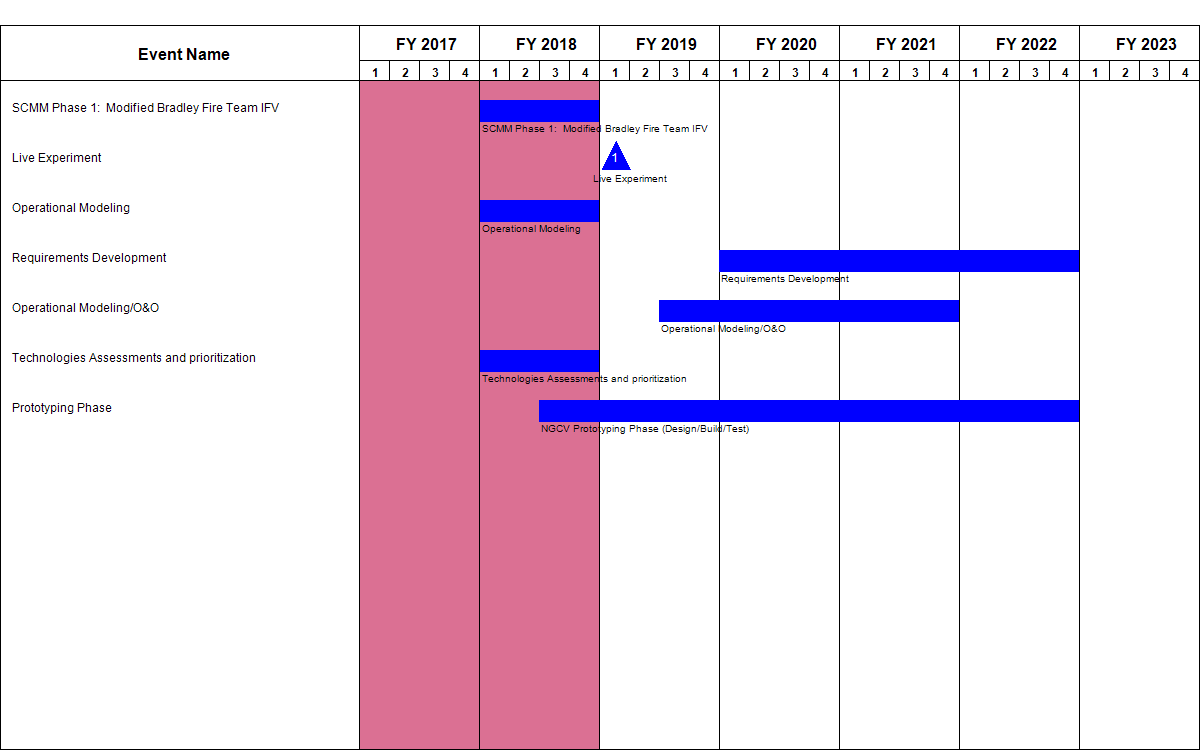 Event Name
FY 2017 FY 2018 FY 2019 FY 2020 FY 2021 FY 2022 FY 2023
1 2 3 4 1 2 3 4 1 2 3 4 1 2 3 4 1 2 3 4 1 2 3 4 1 2 3 4
SCMM Phase 1:  Modified Bradley Fire Team IFV
SCMM Phase 1:  Modified Bradley Fire Team IFV
Live Experiment
1
Live Experiment
Operational Modeling
Operational Modeling
Requirements Development
Requirements Development
Operational Modeling/O&O
Operational Modeling/O&O
Technologies Assessments and prioritization
Technologies Assessments and prioritization
Prototyping Phase
NGCV Prototyping Phase (Design/Build/Test)